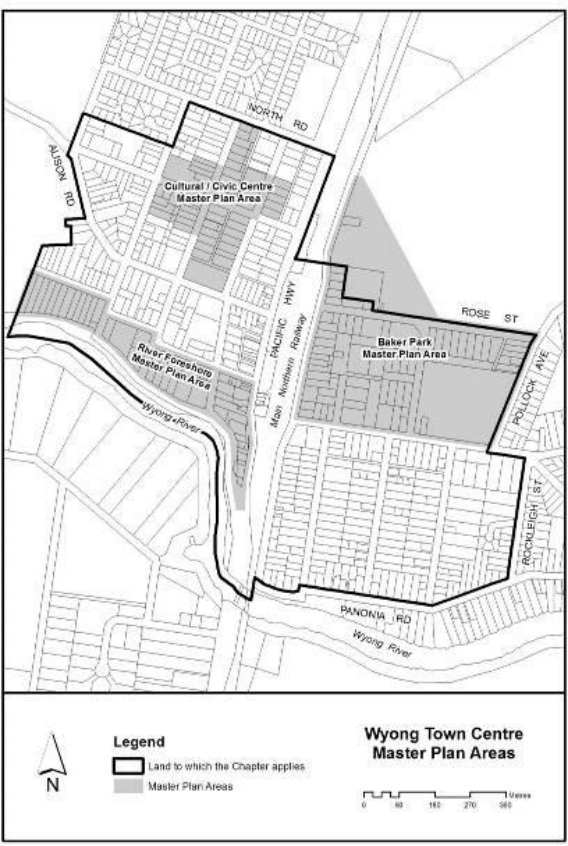 NORTH RD
ALISON RD
Cultural / Civic Centre
Master Plan Area
PACIFIC HWY
Main Northern Railway
ROSE ST
Baker Park
Master Plan Area
POLLOCK AVE
River Foreshore
Master Plan Area
Wyong River
ROCKLEIGH ST
PANONIA RD
Wyong River
Legend
Land to which the Chapter applies
Master Plan Areas
N
Wyong Town Centre
Master Plan Areas
Metres
0 90 180 270 360